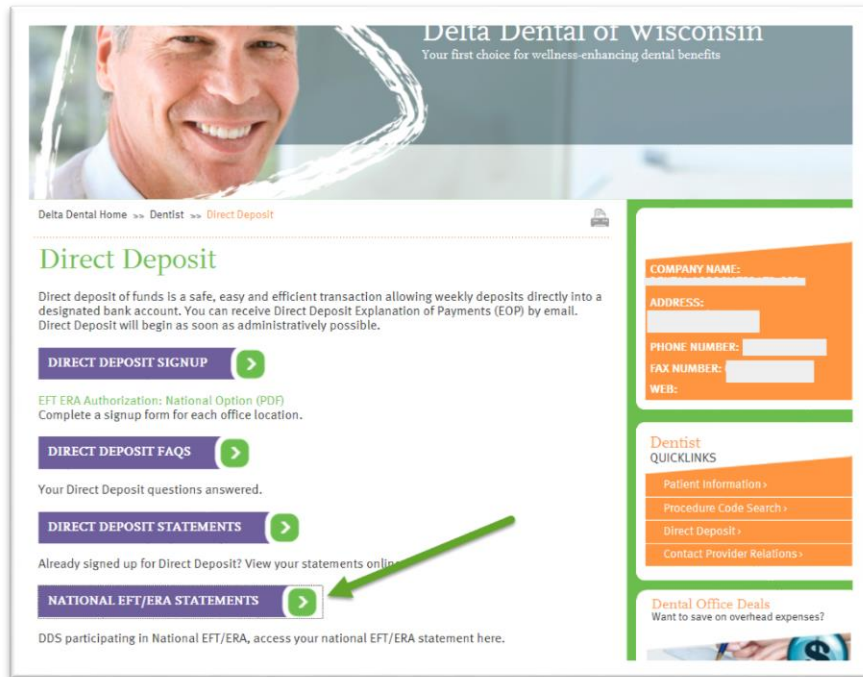 Delta Dental of Wisconsin
Your first choice for wellness-enhancing dental benefits
Delta Dental Home >> Dentist >> Direct Deposit
Direct Deposit
Direct deposit of funds is a safe, easy and efficient transaction allowing weekly deposits directly into a
designated bank account. You can receive Direct Deposit Explanation of Payments (EOP) by email.
Direct Deposit will begin as soon as administratively possible.
DIRECT DEPOSIT SIGNUP
EFT ERA Authorization: National Option (PDF)
Complete a signup form for each office location.
DIRECT DEPOSIT FAQS
Your Direct Deposit questions answered.
DIRECT DEPOSIT STATEMENTS
Already signed up for Direct Deposit? View your statements online
NATIONAL EFT/ERA STATEMENTS
DDS participating in National EFT/ERA, access your national EFT/ERA statement here.
COMPANY NAME:
ADDRESS:
PHONE NUMBER:
FAX NUMBER:
WEB:
Dentist
QUICKLINKS
Patient Information ›
Procedure Code Search ›
Direct Deposit ›
Contact Provider Relations ›
Dental Office Deals
Want to save on overhead expenses?